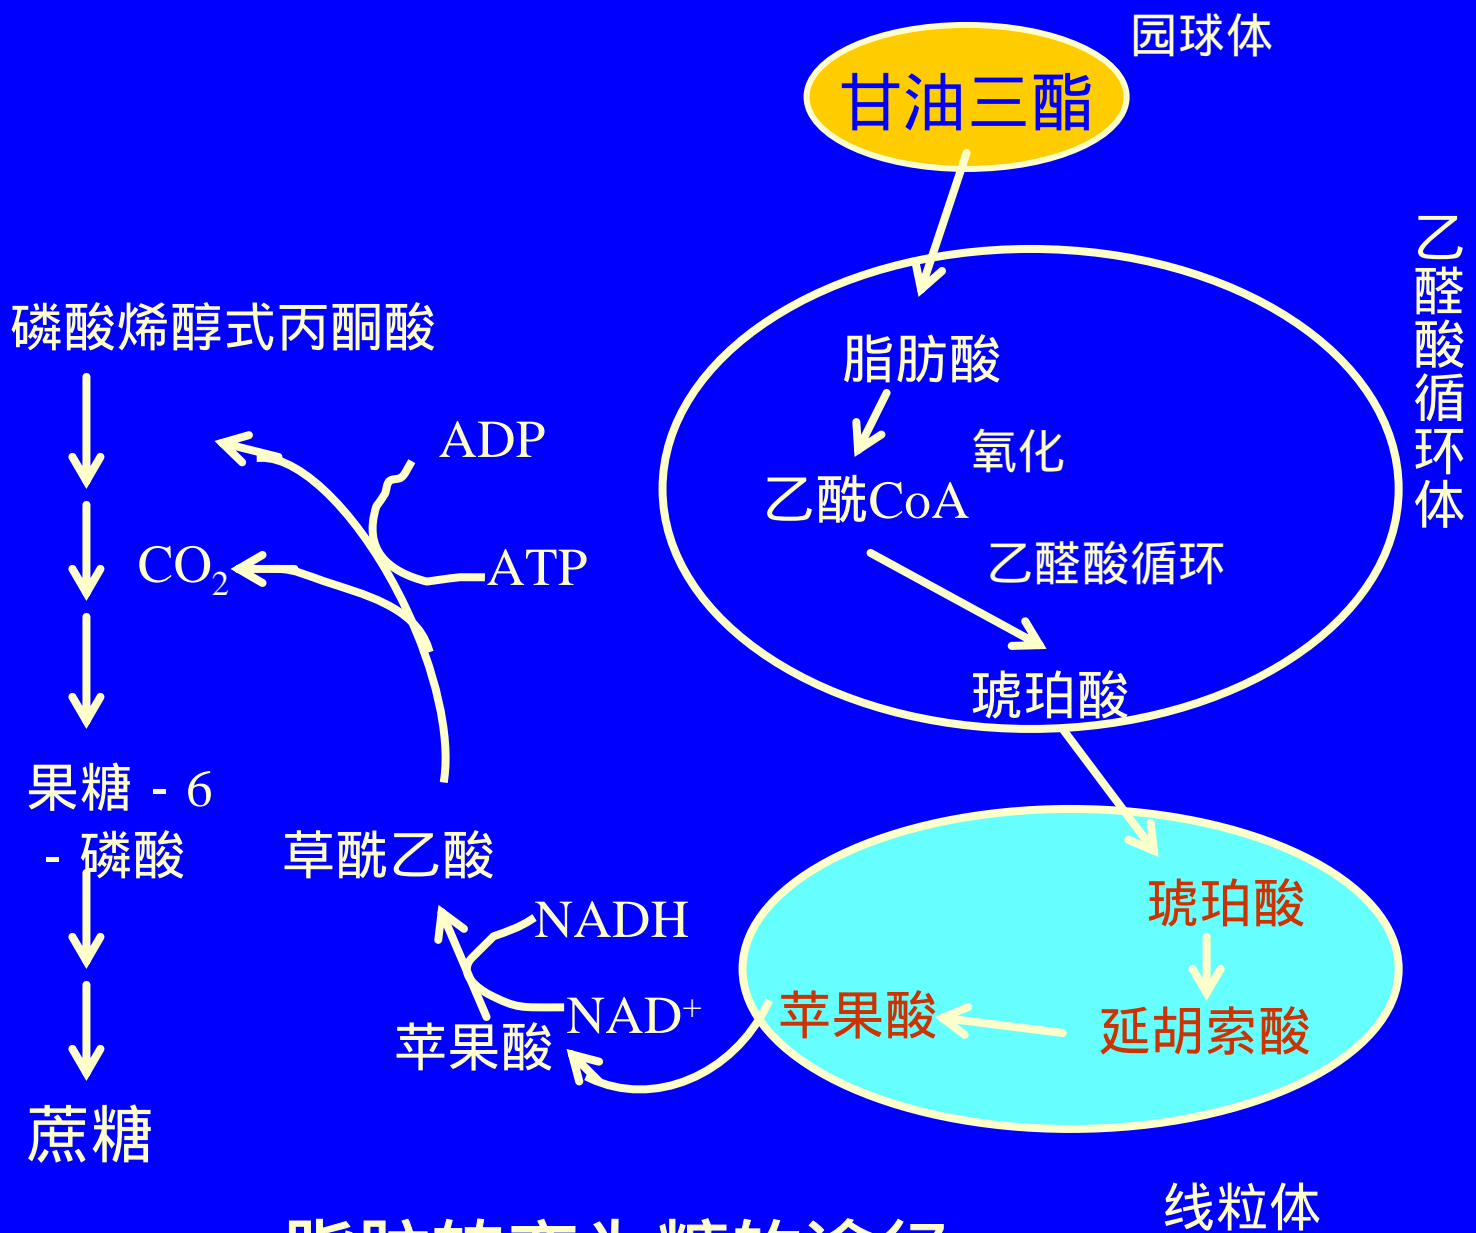 园球体
甘油三酯
乙醛酸循环体
磷酸烯醇式丙酮酸
脂肪酸
ADP
氧化
乙酰CoA
CO₂
ATP
乙醛酸循环
琥珀酸
果糖 - 6
- 磷酸
草酰乙酸
琥珀酸
NADH
NAD⁺
苹果酸
延胡索酸
苹果酸
蔗糖
线粒体